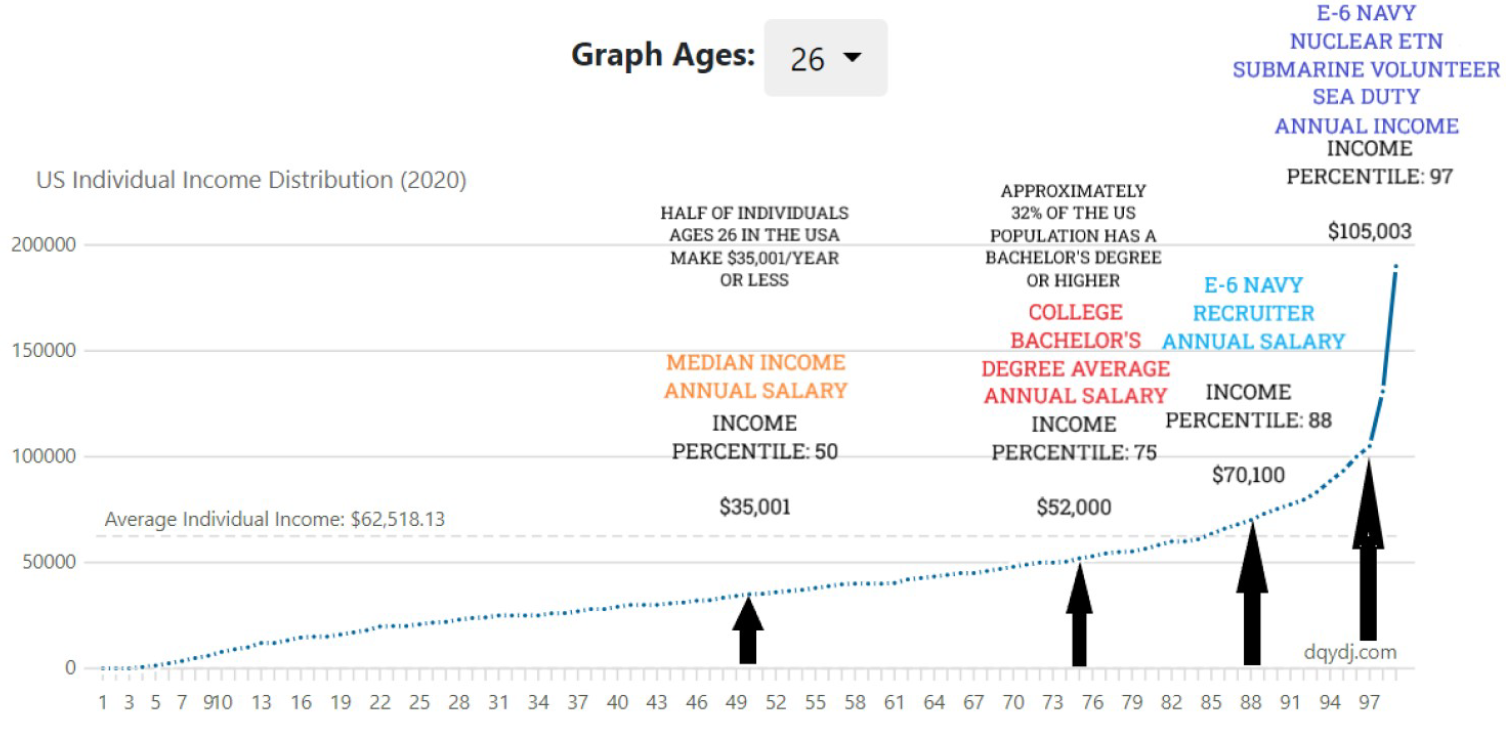 Graph Ages: 26
US Individual Income Distribution (2020)
E-6 NAVY
NUCLEAR ETN
SUBMARINE VOLUNTEER
SEA DUTY
ANNUAL INCOME
INCOME
PERCENTILE: 97
$105,003
HALF OF INDIVIDUALS
AGES 26 IN THE USA
MAKE $35,001/YEAR
OR LESS
MEDIAN INCOME
ANNUAL SALARY
INCOME
PERCENTILE: 50
$35,001
APPROXIMATELY
32% OF THE US
POPULATION HAS A
BACHELOR'S DEGREE
OR HIGHER
COLLEGE
BACHELOR'S
DEGREE AVERAGE
ANNUAL SALARY
INCOME
PERCENTILE: 75
$52,000
E-6 NAVY
RECRUITER
ANNUAL SALARY
INCOME
PERCENTILE: 88
$70,100
200000
150000
100000
Average Individual Income: $62,518.13
50000
0
dqydj.com
1 3 5 7 9 10 13 16 19 22 25 28 31 34 37 40 43 46 49 52 55 58 61 64 67 70 73 76 79 82 85 88 91 94 97